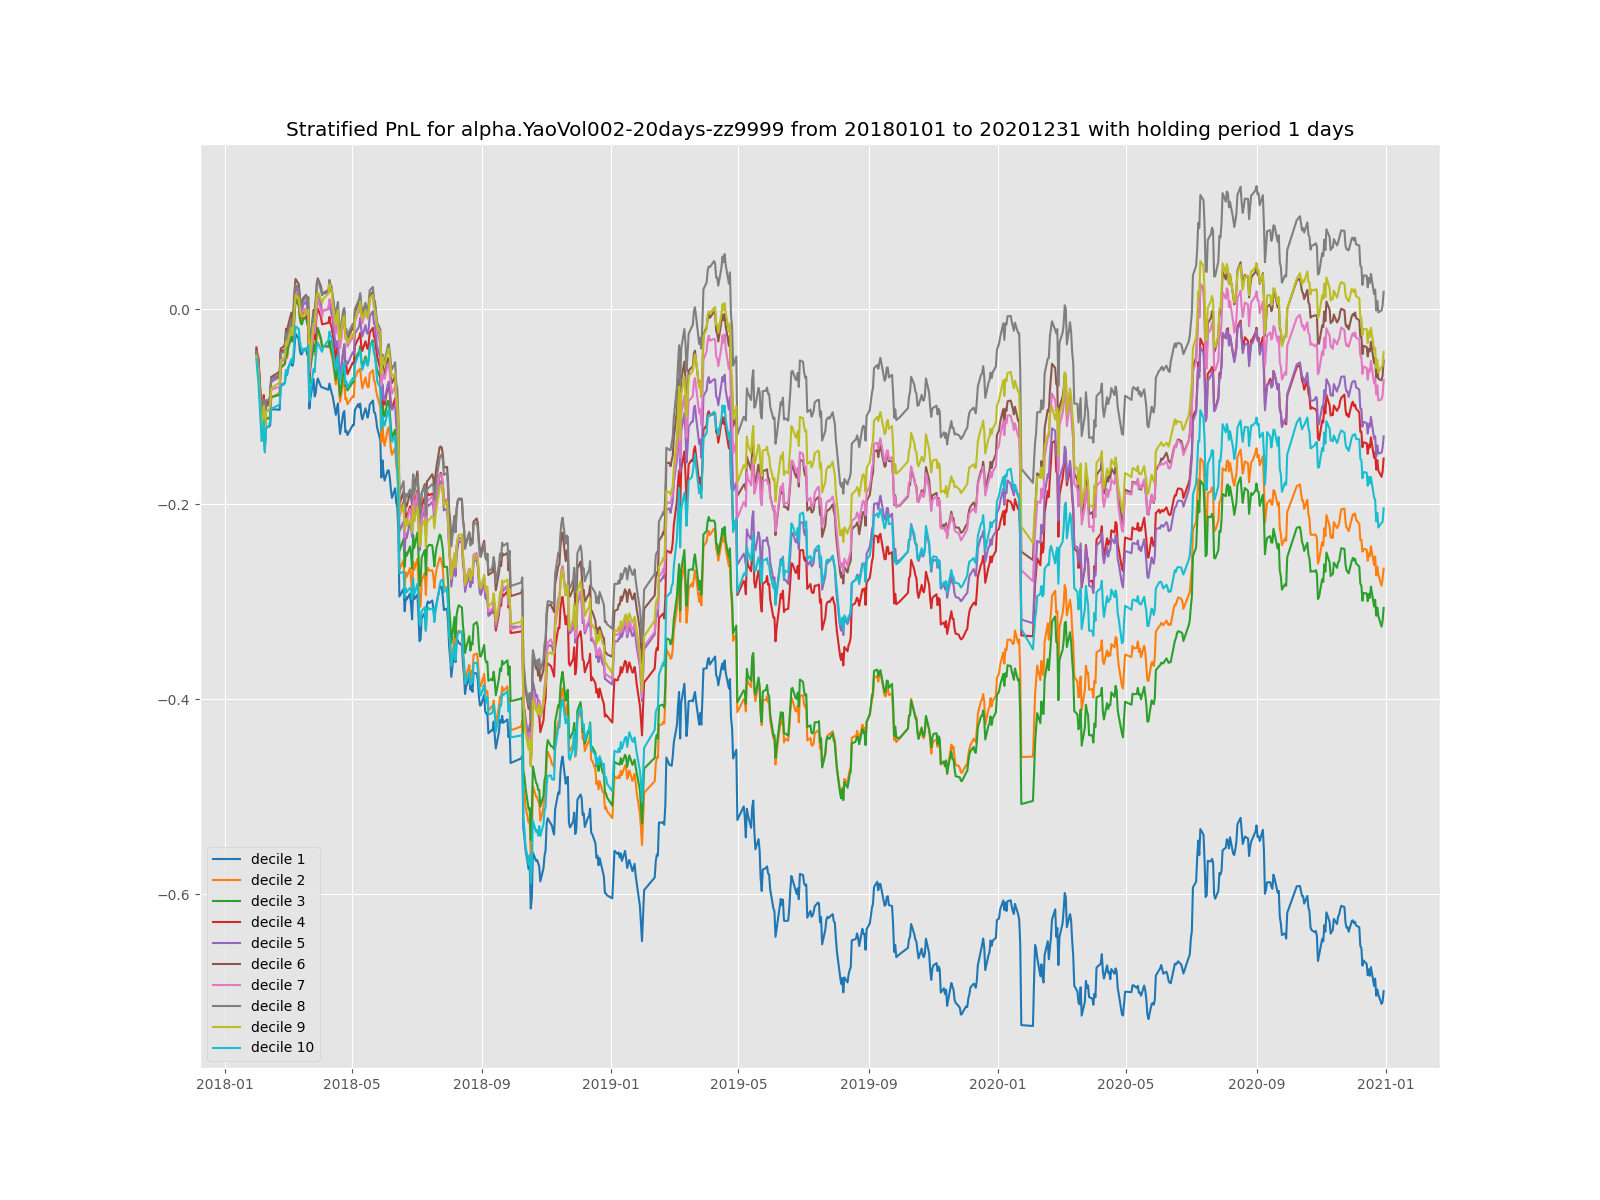 Stratified PnL for alpha.YaoVol002-20days-zz9999 from 20180101 to 20201231 with holding period 1 days
0.0
−0.2
−0.4
−0.6
decile 1
decile 2
decile 3
decile 4
decile 5
decile 6
decile 7
decile 8
decile 9
decile 10
2018-01 2018-05 2018-09 2019-01 2019-05 2019-09 2020-01 2020-05 2020-09 2021-01